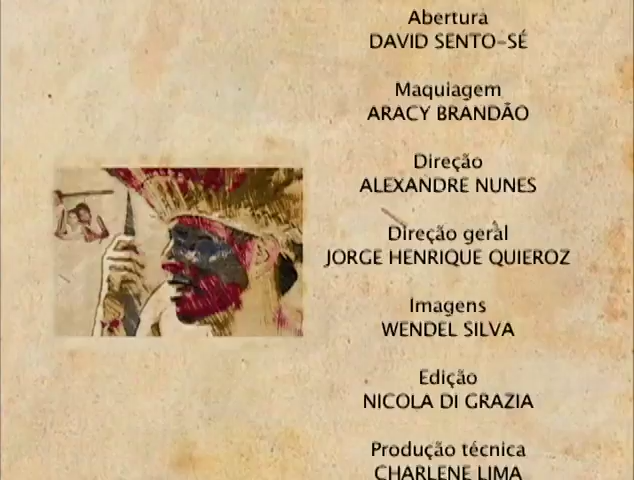 Abertura
DAVID SENTO-SÉ
Maquiagem
ARACY BRANDÃO
Direção
ALEXANDRE NUNES
Direção geral
JORGE HENRIQUE QUIEROZ
Imagens
WENDEL SILVA
Edição
NICOLA DI GRAZIA
Produção técnica
CHARLENE LIMA